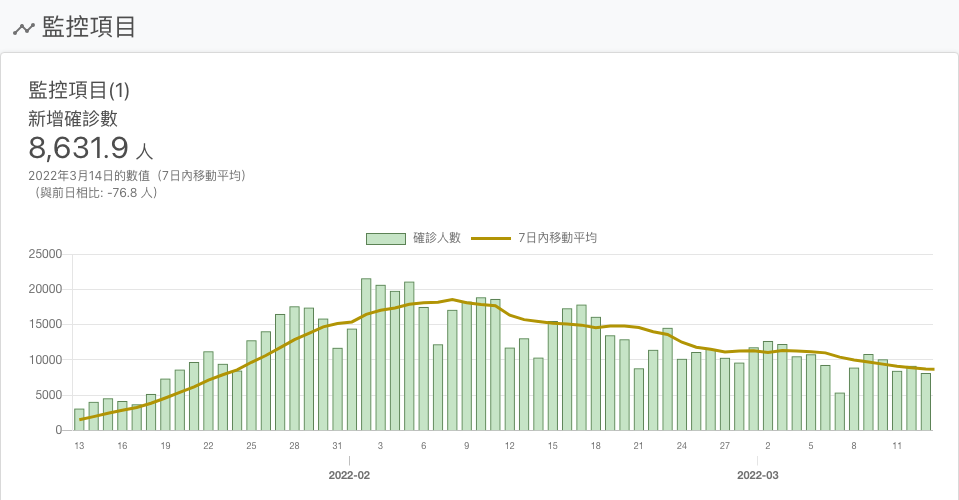 監控項目
監控項目(1)
新增確診數
8,631.9 人
2022年3月14日的數值（7日內移動平均）
（與前日相比: -76.8 人）
確診人數 7日內移動平均
25000
20000
15000
10000
5000
0
13 16 19 22 25 28 31 3 6 9 12 15 18 21 24 27 2 5 8 11
2022-02 2022-03